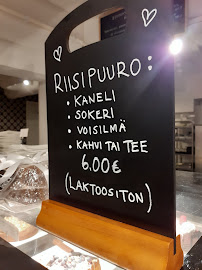 RIISIPUURO:
• KANELI
• SOKERI
• VOISILMÄ
• KAHVI TAI TEE
6.00€
(LAKTOOSITON)